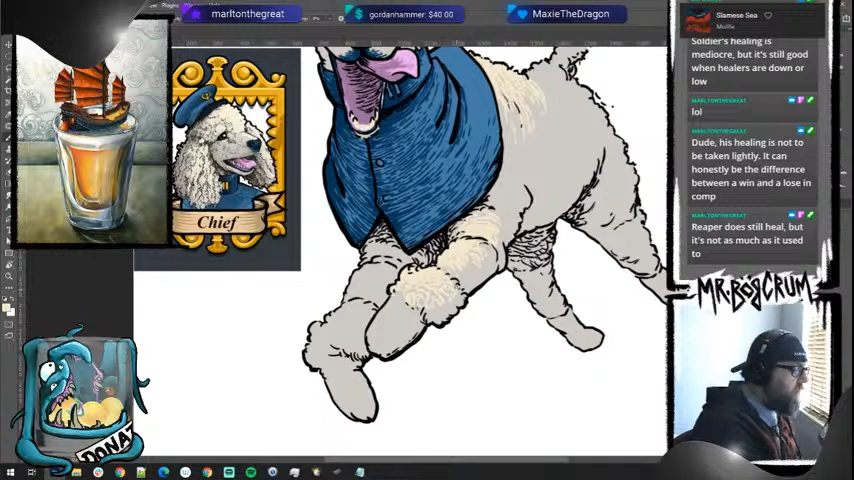 marltonthegreat
gordanhammer: $40.00
MaxieTheDragon
Siamese Sea
Soldier's healing is
mediocre, but it's still good
when healers are down or
low
MARLTONTHEGREAT
lol
MARLTONTHEGREAT
Dude, his healing is not to
be taken lightly. It can
honestly be the difference
between a win and a lose in
comp
MARLTONTHEGREAT
Reaper does still heal, but
it's not as much as it used
to
Chief
MR.BOGCRUM
DONAT